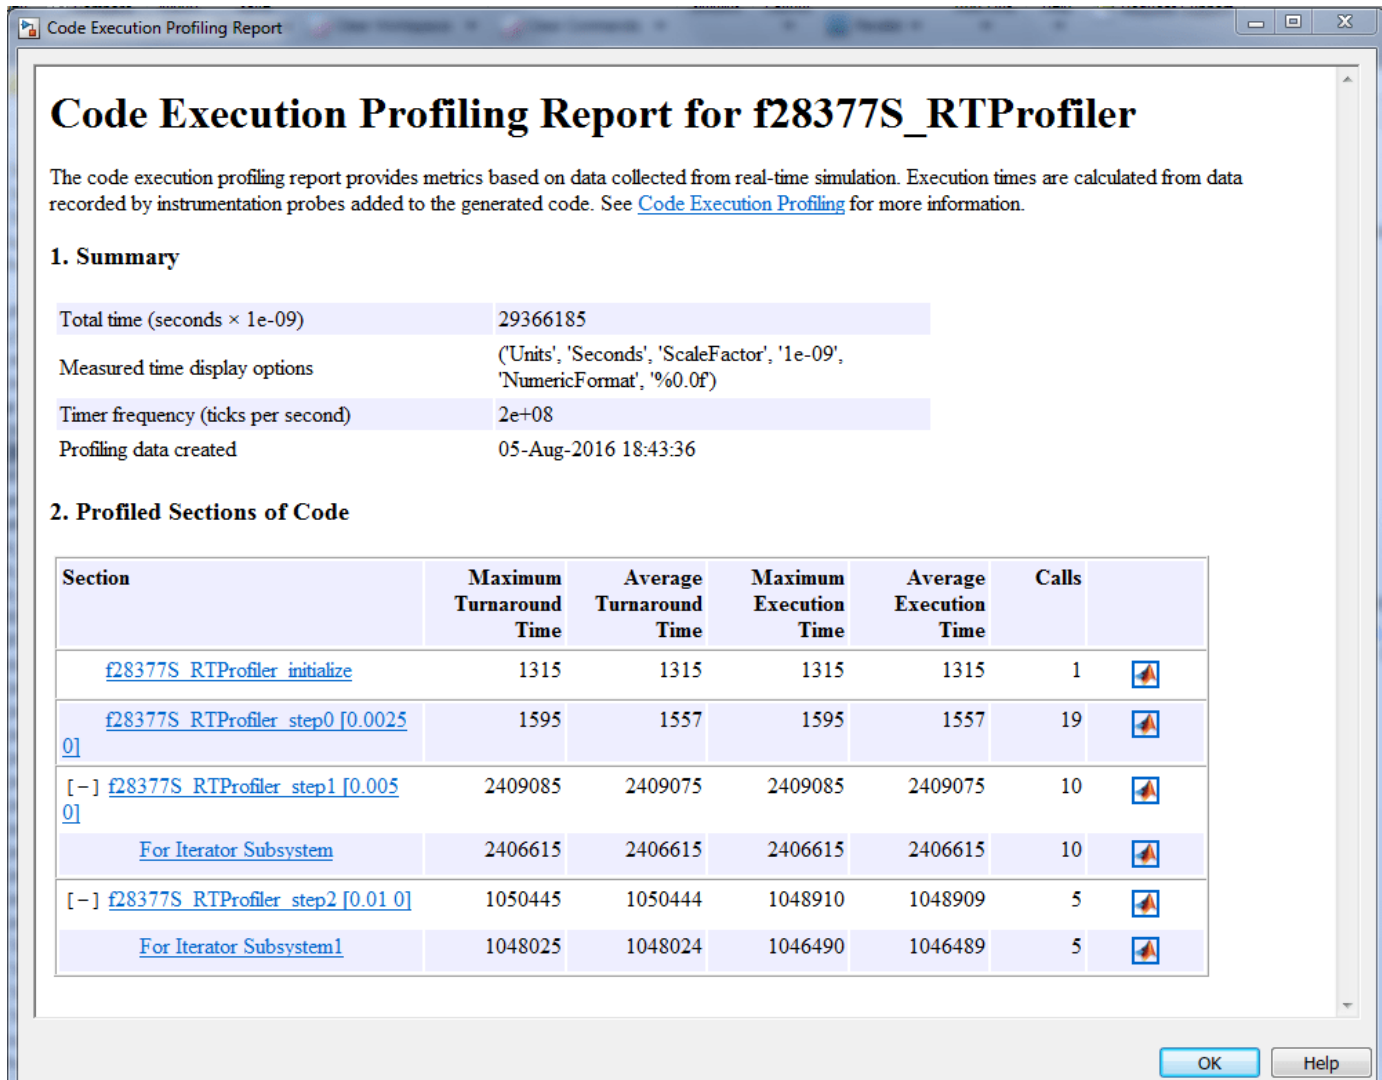 Code Execution Profiling Report
Code Execution Profiling Report for f28377S_RTProfiler
The code execution profiling report provides metrics based on data collected from real-time simulation. Execution times are calculated from data
recorded by instrumentation probes added to the generated code. See Code Execution Profiling for more information.
1. Summary
Total time (seconds × 1e-09) 29366185
Measured time display options ('Units', 'Seconds', 'ScaleFactor', '1e-09',
'NumericFormat', '%0.0f')
Timer frequency (ticks per second) 2e+08
Profiling data created 05-Aug-2016 18:43:36
2. Profiled Sections of Code
Section Maximum Average Maximum Average Calls
Turnaround Turnaround Execution Execution
Time Time Time Time
f28377S_RTProfiler_initialize 1315 1315 1315 1315 1
f28377S_RTProfiler_step0 [0.0025 1595 1557 1595 1557 19
0]
[-] f28377S_RTProfiler_step1 [0.005 2409085 2409075 2409085 2409075 10
0]
For Iterator Subsystem 2406615 2406615 2406615 2406615 10
[-] f28377S_RTProfiler_step2 [0.01 0] 1050445 1050444 1048910 1048909 5
For Iterator Subsystem1 1048025 1048024 1046490 1046489 5
OK Help